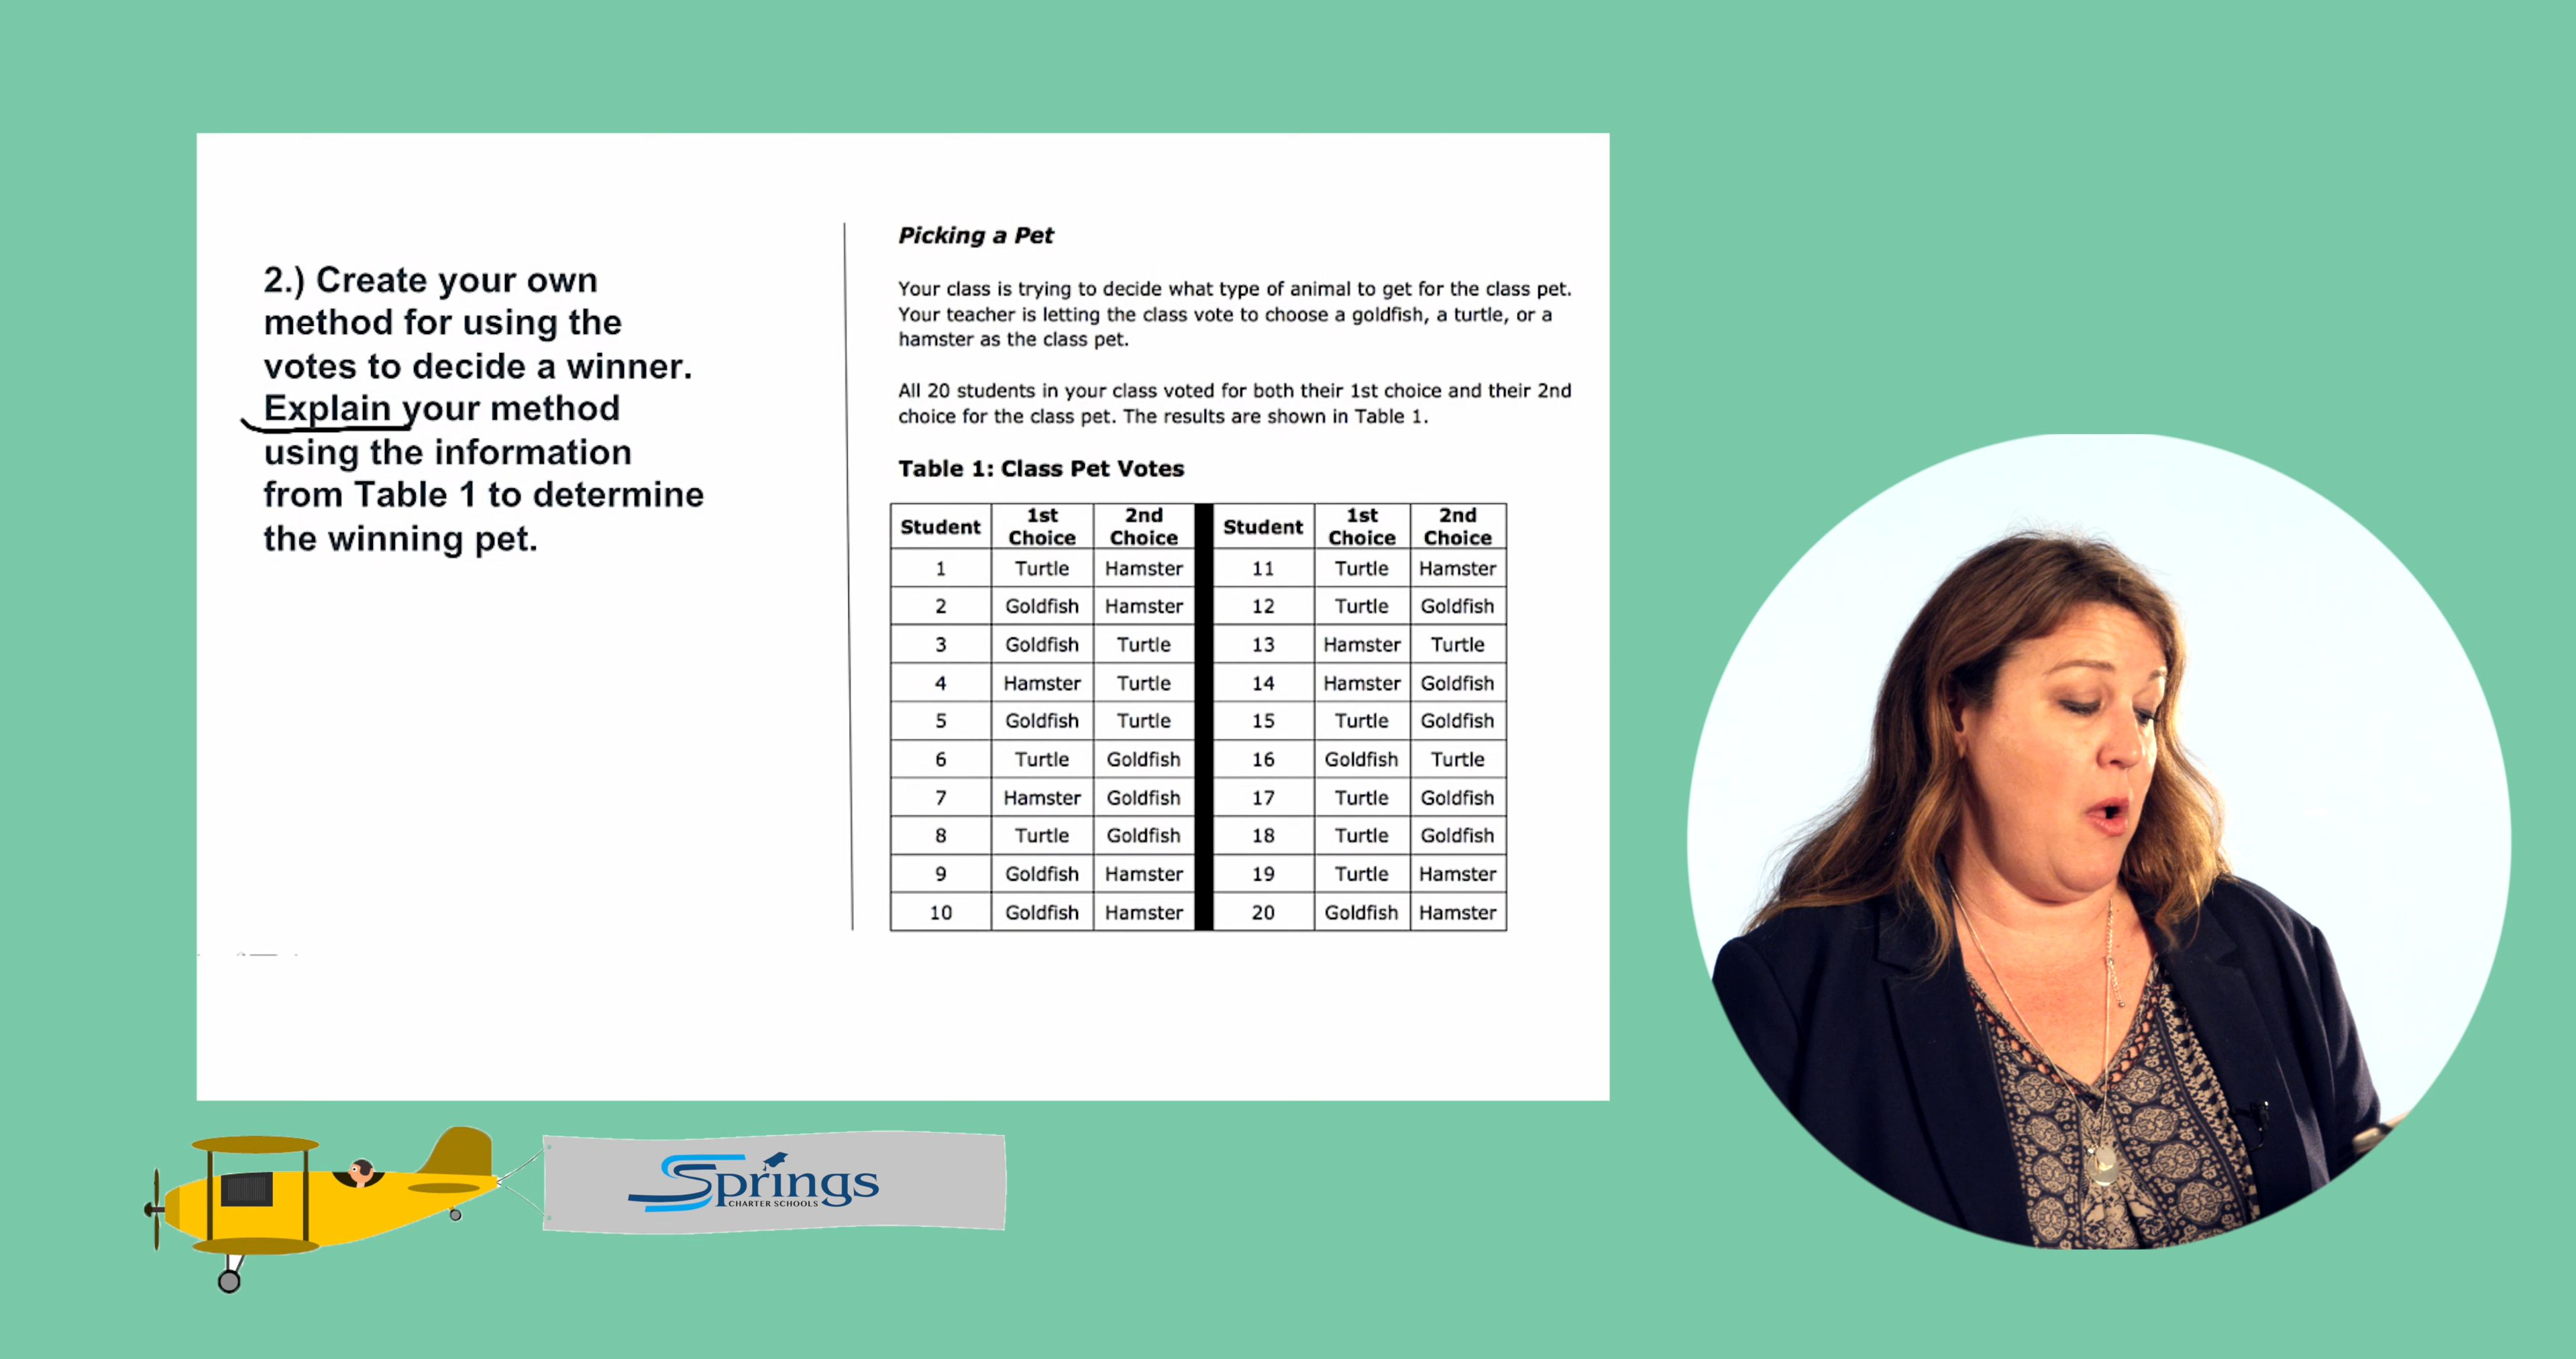 2.) Create your own
method for using the
votes to decide a winner.
Explain your method
using the information
from Table 1 to determine
the winning pet.
Picking a Pet
Your class is trying to decide what type of animal to get for the class pet.
Your teacher is letting the class vote to choose a goldfish, a turtle, or a
hamster as the class pet.
All 20 students in your class voted for both their 1st choice and their 2nd
choice for the class pet. The results are shown in Table 1.
Table 1: Class Pet Votes
Student 1st Choice 2nd Choice Student 1st Choice 2nd Choice
1 Turtle Hamster 11 Turtle Hamster
2 Goldfish Hamster 12 Turtle Goldfish
3 Goldfish Turtle 13 Hamster Turtle
4 Hamster Turtle 14 Hamster Goldfish
5 Goldfish Turtle 15 Turtle Goldfish
6 Turtle Goldfish 16 Goldfish Turtle
7 Hamster Goldfish 17 Turtle Goldfish
8 Turtle Goldfish 18 Turtle Goldfish
9 Goldfish Hamster 19 Turtle Hamster
10 Goldfish Hamster 20 Goldfish Hamster
Springs
CHARTER SCHOOLS